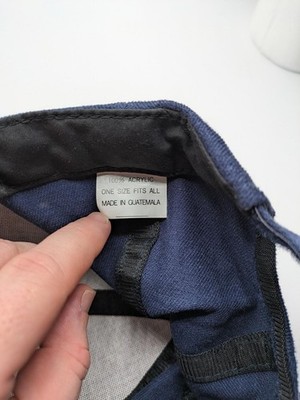 100% ACRYLIC
ONE SIZE FITS ALL
MADE IN GUATEMALA